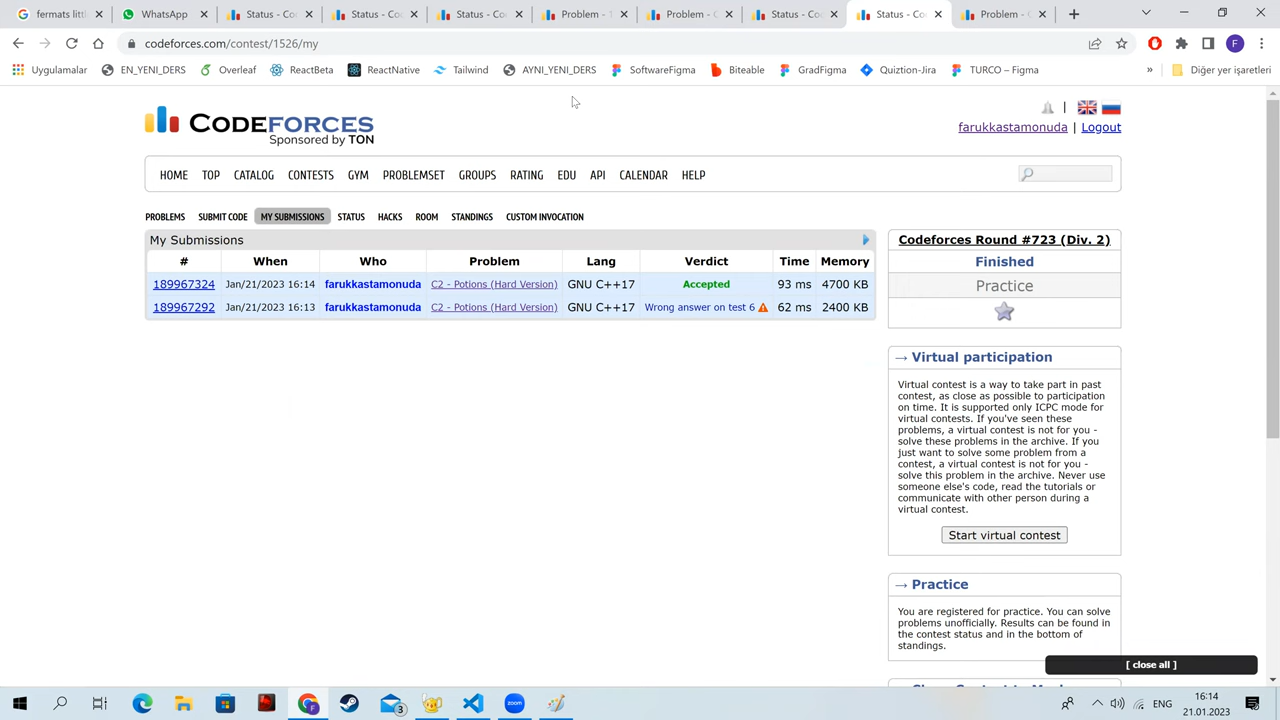 fermats littl
WhatsApp
Status - Co
Status - Co
Status - Co
Problem - 1
Problem - C
Status - Co
Status - Co
Problem - C
codeforces.com/contest/1526/my
F
Uygulamalar
EN_YENI_DERS
Overleaf
ReactBeta
ReactNative
Tailwind
AYNI_YENI_DERS
SoftwareFigma
Biteable
GradFigma
Quiztion-Jira
TURCO – Figma
»
Diğer yer işaretleri
CODEFORCES
Sponsored by TON
|
farukkastamonuda | Logout
HOME TOP CATALOG CONTESTS GYM PROBLEMSET GROUPS RATING EDU API CALENDAR HELP
PROBLEMS SUBMIT CODE MY SUBMISSIONS STATUS HACKS ROOM STANDINGS CUSTOM INVOCATION
My Submissions
# When Who Problem Lang Verdict Time Memory
189967324 Jan/21/2023 16:14 farukkastamonuda C2 - Potions (Hard Version) GNU C++17 Accepted 93 ms 4700 KB
189967292 Jan/21/2023 16:13 farukkastamonuda C2 - Potions (Hard Version) GNU C++17 Wrong answer on test 6 62 ms 2400 KB
Codeforces Round #723 (Div. 2)
Finished
Practice
→ Virtual participation
Virtual contest is a way to take part in past
contest, as close as possible to participation
on time. It is supported only ICPC mode for
virtual contests. If you've seen these
problems, a virtual contest is not for you -
solve these problems in the archive. If you
just want to solve some problem from a
contest, a virtual contest is not for you -
solve this problem in the archive. Never use
someone else's code, read the tutorials or
communicate with other person during a
virtual contest.
Start virtual contest
→ Practice
You are registered for practice. You can solve
problems unofficially. Results can be found in
the contest status and in the bottom of
standings.
[ close all ]
3
F
ENG
16:14
21.01.2023